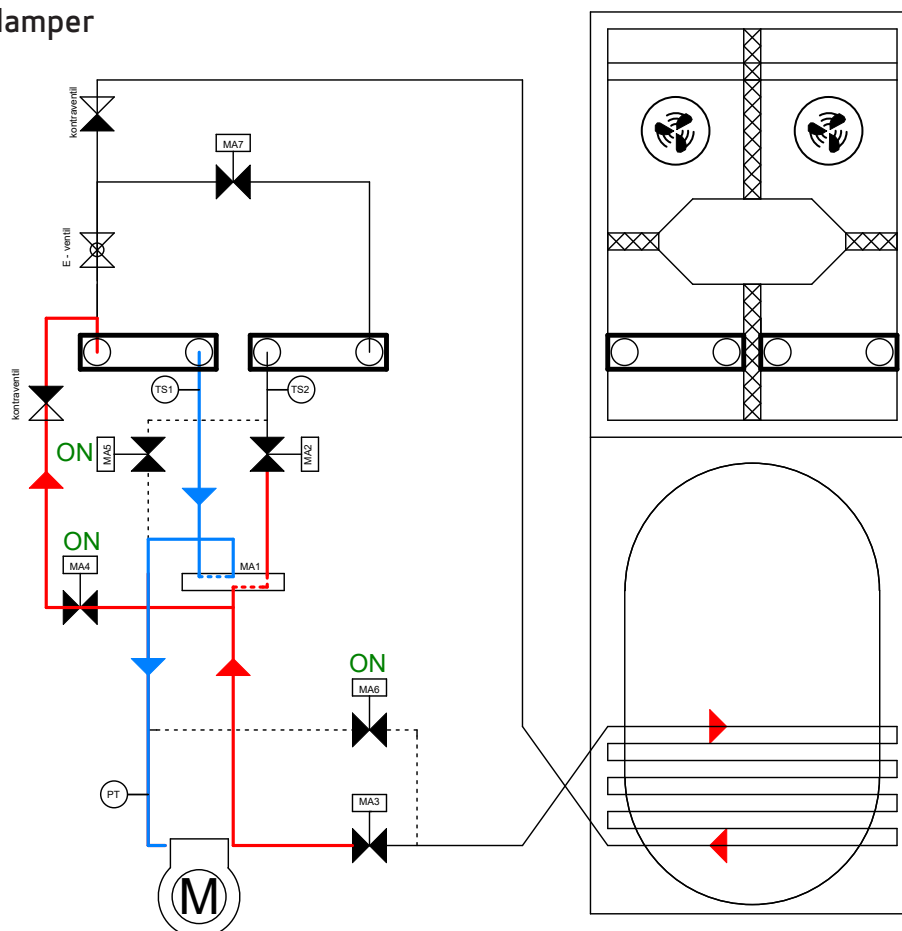 lamper
kontraventil
MA7
E - ventil
TS1
TS2
kontraventil
ON
MA5
MA2
ON
MA4
MA1
ON
MA6
PT
MA3
M